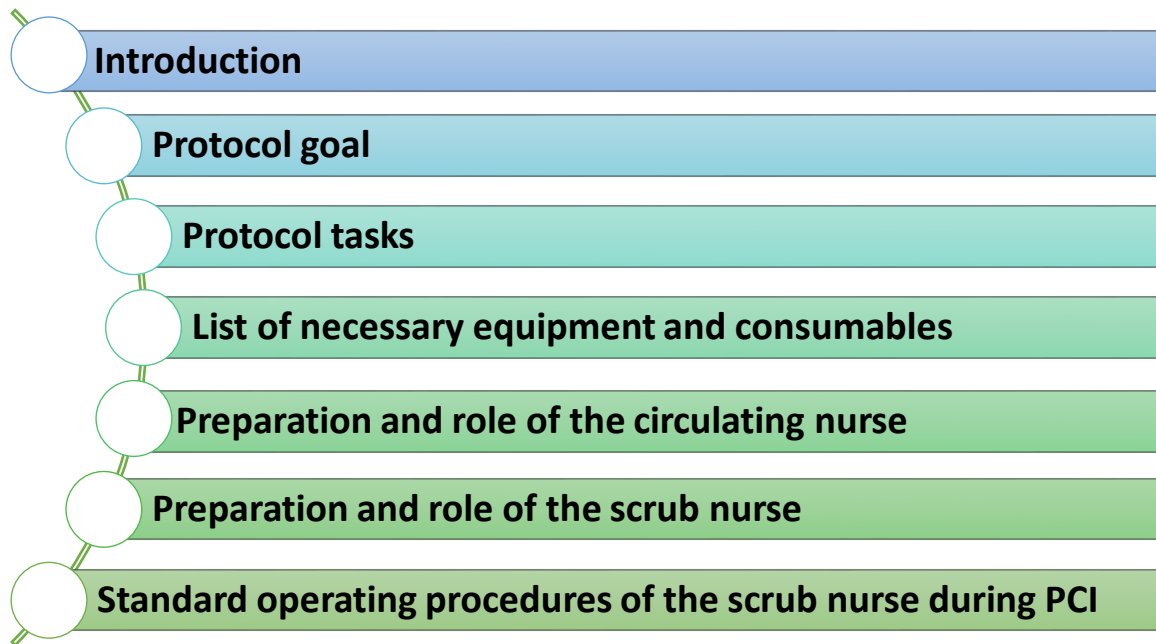 Introduction
Protocol goal
Protocol tasks
List of necessary equipment and consumables
Preparation and role of the circulating nurse
Preparation and role of the scrub nurse
Standard operating procedures of the scrub nurse during PCI